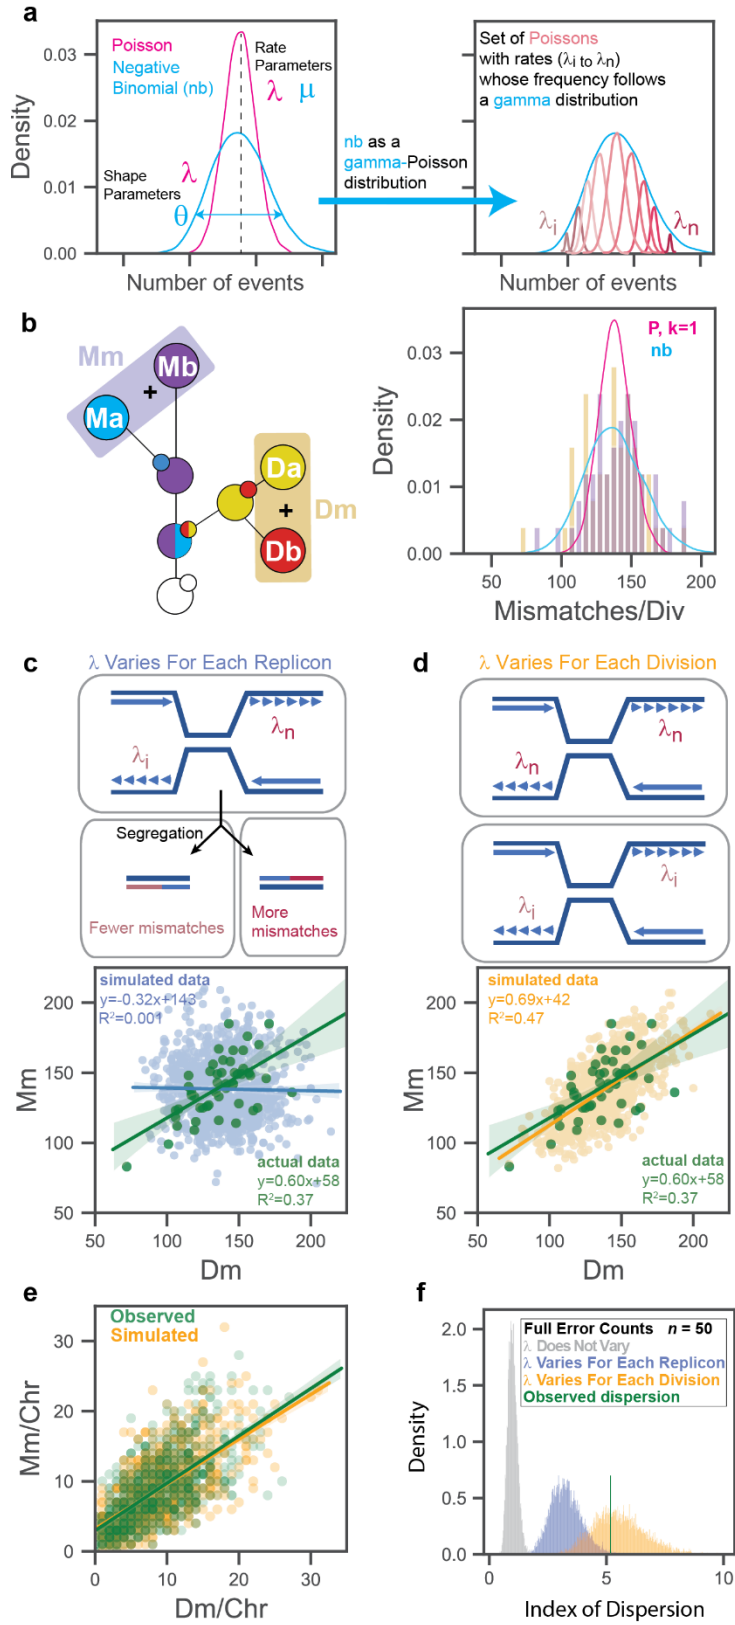 a
Poisson
Negative
Binomial (nb)
Rate
Parameters
λ μ
Shape
Parameters
λ
θ
Density
0.03
0.02
0.01
0.00
Number of events
nb as a
gamma-Poisson
distribution
Set of Poissons
with rates (λi to λn)
whose frequency follows
a gamma distribution
0.03
0.02
0.01
0.00
λi
λn
Number of events
b
Mm
Mb
+
Ma
Da
+
Dm
Db
P, k=1
nb
Density
0.03
0.02
0.01
0.00
50 100 150 200
Mismatches/Div
c
λ Varies For Each Replicon
λn
λi
Segregation
Fewer mismatches
More
mismatches
simulated data
y=-0.32x+143
R²=0.001
Mm
200
150
100
50
actual data
y=0.60x+58
R²=0.37
50 100 150 200
Dm
d
λ Varies For Each Division
λn
λn
λi
λi
simulated data
y=0.69x+42
R²=0.47
Mm
200
150
100
50
actual data
y=0.60x+58
R²=0.37
50 100 150 200
Dm
e
Observed
Simulated
Mm/Chr
30
20
10
0
0 10 20 30
Dm/Chr
f
Full Error Counts n = 50
λ Does Not Vary
λ Varies For Each Replicon
λ Varies For Each Division
Observed dispersion
Density
2.0
1.5
1.0
0.5
0.0
0 5 10
Index of Dispersion